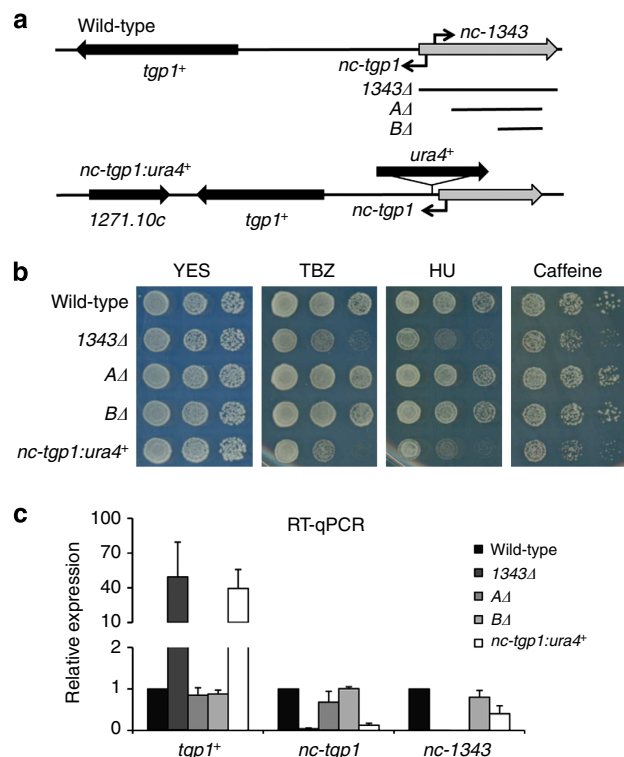 a
Wild-type
nc-1343
tgp1+
nc-tgp1
1343Δ
AΔ
BΔ
nc-tgp1:ura4+
ura4+
1271.10c
tgp1+
nc-tgp1
b
YES TBZ HU Caffeine
Wild-type
1343Δ
AΔ
BΔ
nc-tgp1:ura4+
c
RT-qPCR
Relative expression
100
70
40
10
2
1
0
Wild-type
1343Δ
AΔ
BΔ
nc-tgp1:ura4+
tgp1+ nc-tgp1 nc-1343